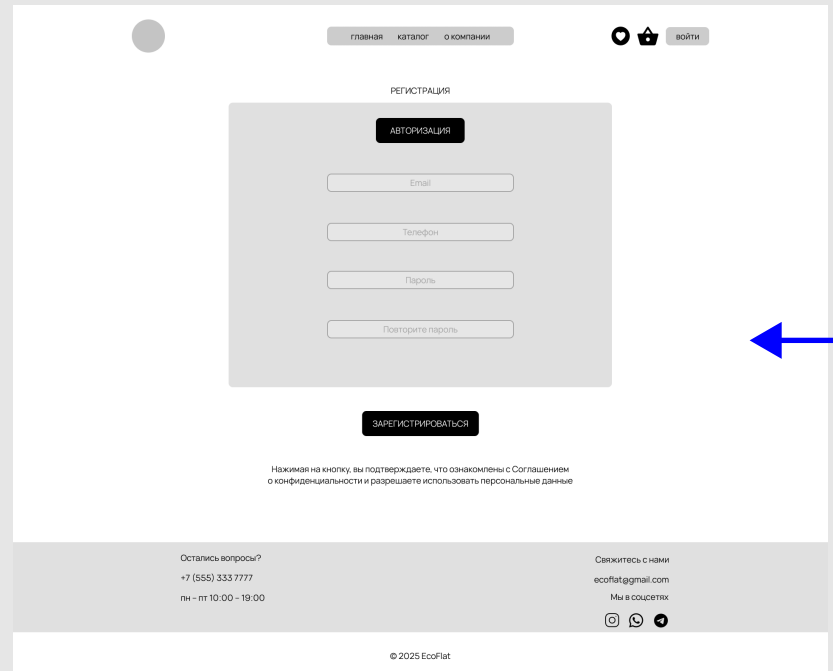 главная каталог о компании войти
РЕГИСТРАЦИЯ
АВТОРИЗАЦИЯ
Email
Телефон
Пароль
Повторите пароль
ЗАРЕГИСТРИРОВАТЬСЯ
Нажимая на кнопку, вы подтверждаете, что ознакомлены с Соглашением
о конфиденциальности и разрешаете использовать персональные данные
Остались вопросы?
+7 (555) 333 7777
пн – пт 10:00 – 19:00
Свяжитесь с нами
ecoflat@gmail.com
Мы в соцсетях
© 2025 EcoFlat